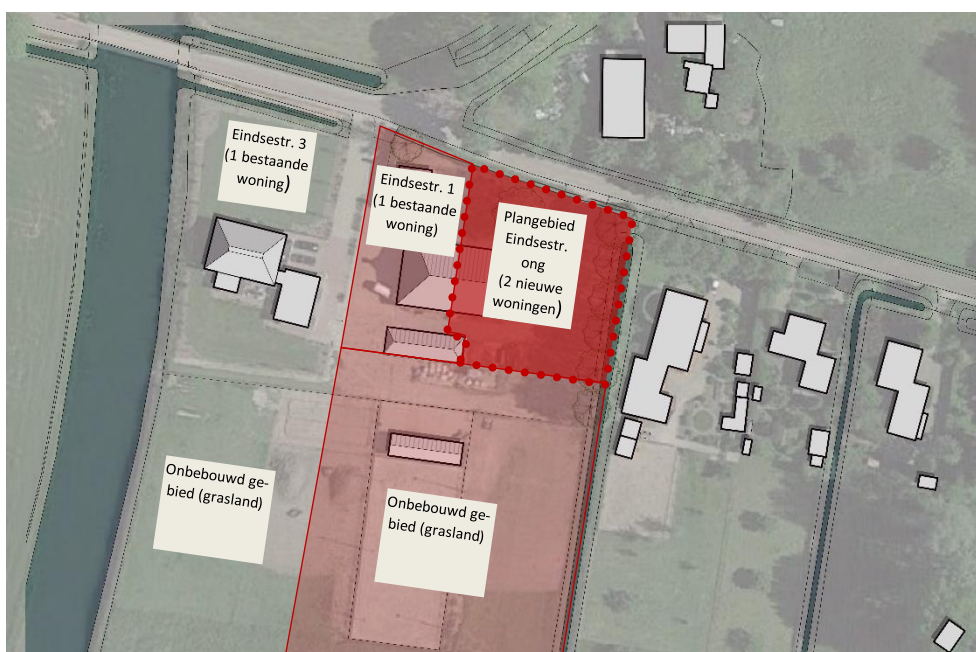 Eindsestr. 3
(1 bestaande
woning)
Eindsestr. 1
(1 bestaande
woning)
Plangebied
Eindsestr.
ong
(2 nieuwe
woningen)
Onbebouwd ge-
bied (grasland)
Onbebouwd ge-
bied (grasland)